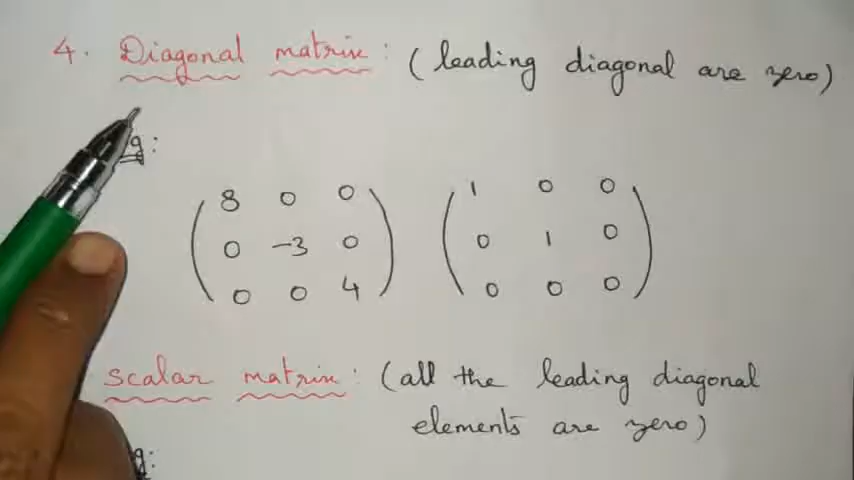 4. Diagonal matrix: (leading diagonal are zero)
g:
8 0 0 1 0 0
0 -3 0 0 1 0
0 0 4 0 0 0
scalar matrix: (all the leading diagonal
elements are zero)
g: